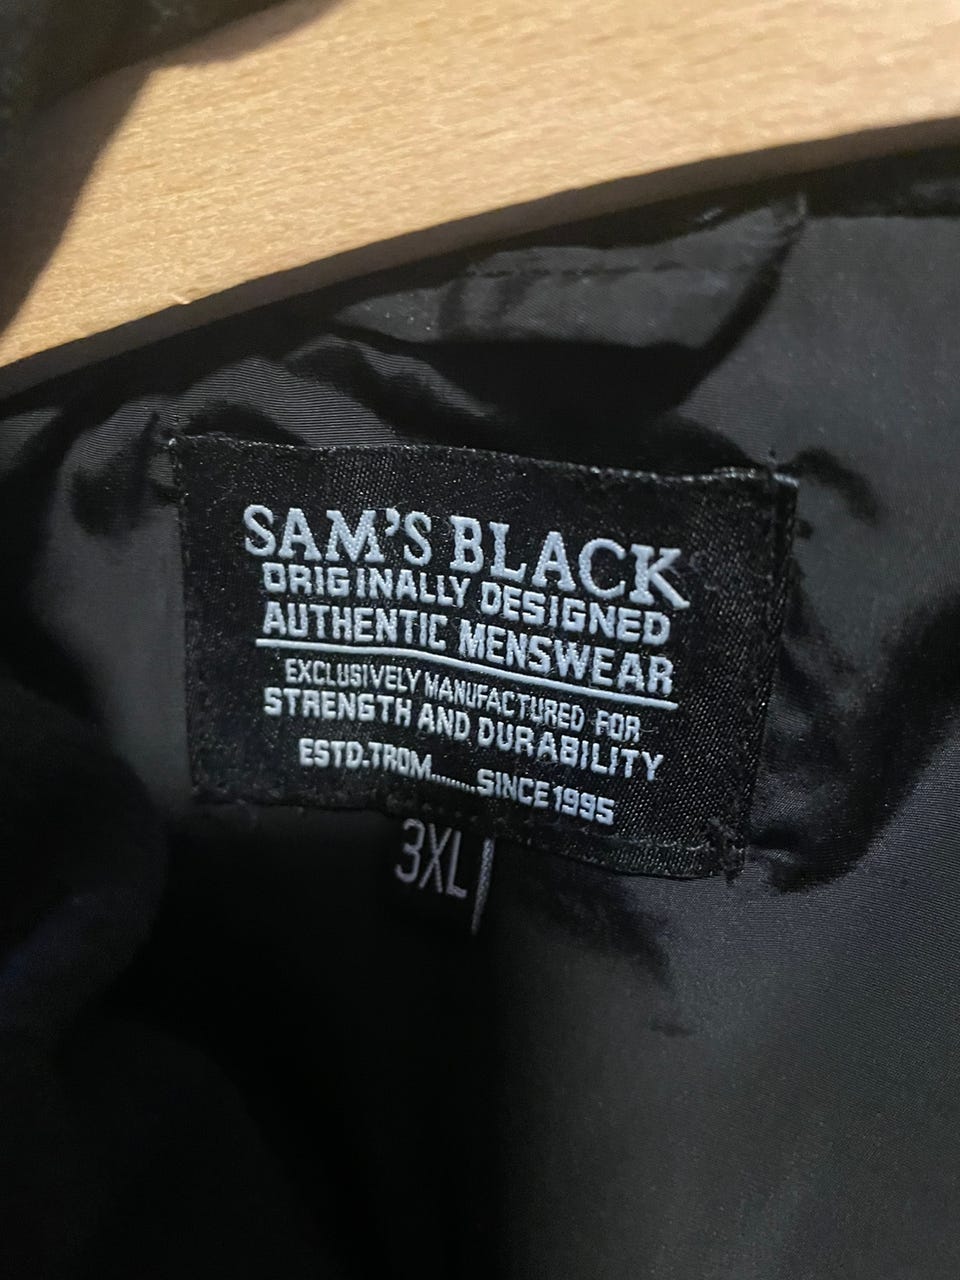 SAM'S BLACK
ORIGINALLY DESIGNED
AUTHENTIC MENSWEAR
EXCLUSIVELY MANUFACTURED FOR
STRENGTH AND DURABILITY
ESTD.TROM.........SINCE 1995
3XL